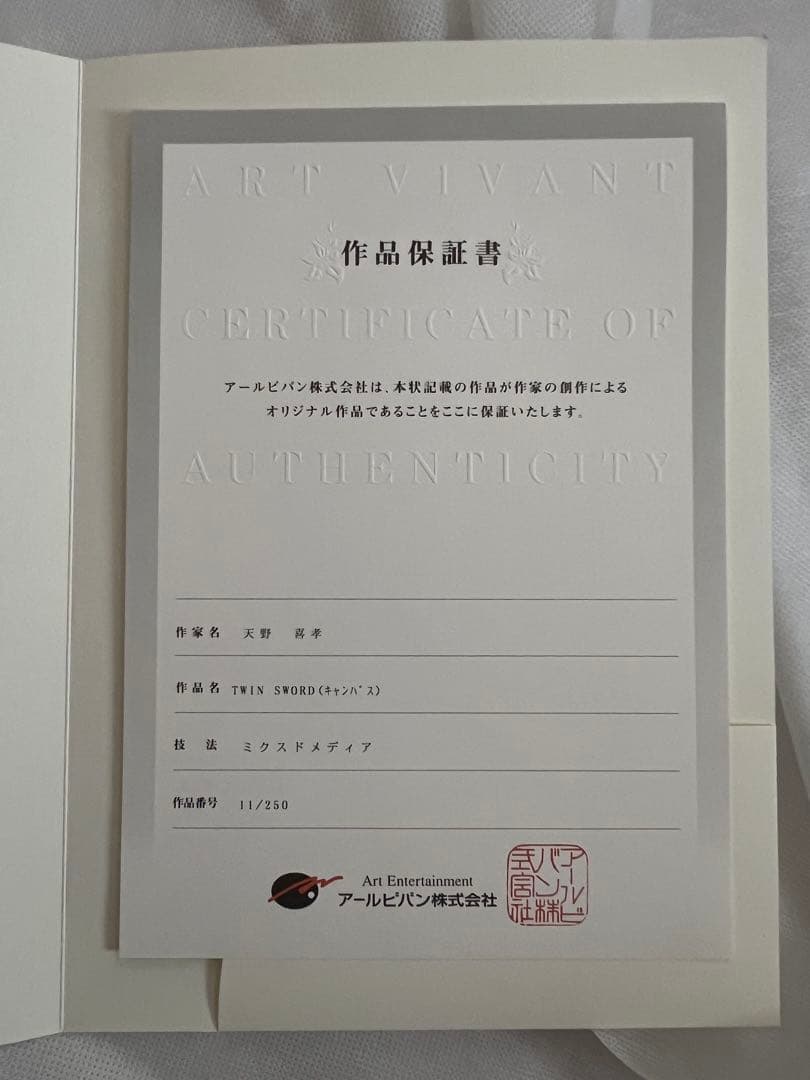 ART VIVANT
作品保証書
CERTIFICATE OF
アールビバン株式会社は、本状記載の作品が作家の創作による
オリジナル作品であることをここに保証いたします。
AUTHENTICITY
作家名 天野 喜孝
作品名 TWIN SWORD(ｷｬﾝﾊﾞｽ)
技 法 ミクスドメディア
作品番号 11/250
Art Entertainment
アールビバン株式会社
アールビ
バン株
式会社